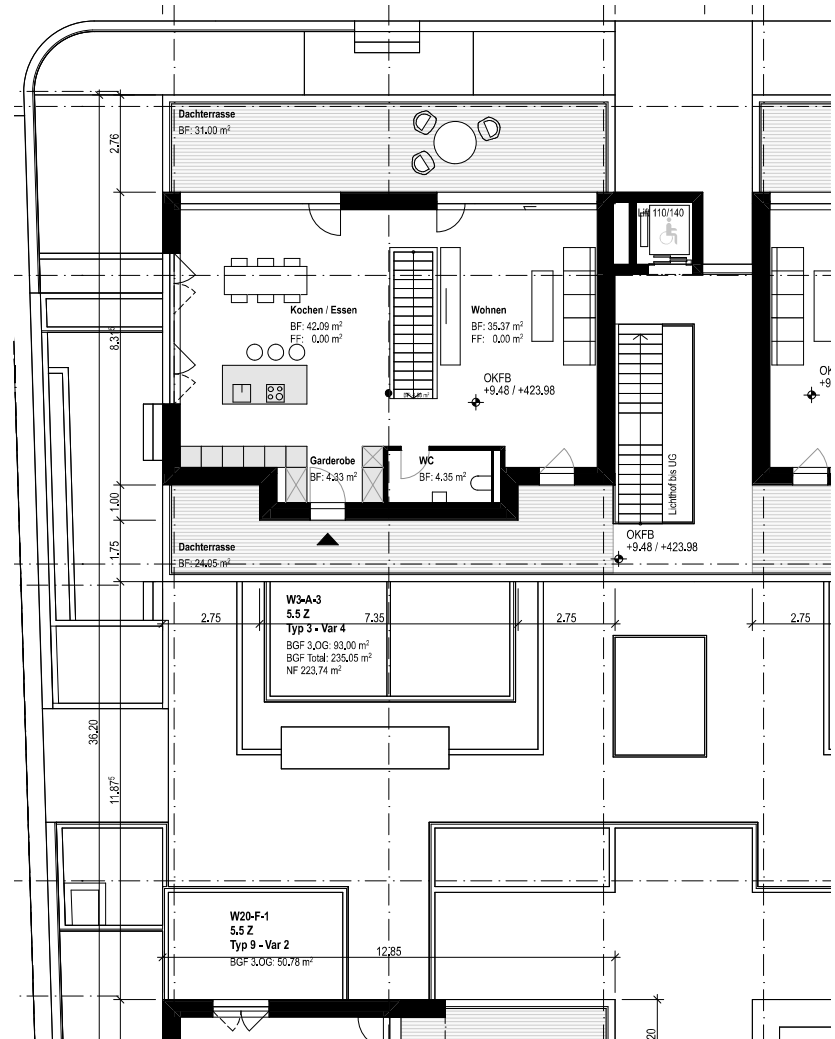 Dachterrasse
BF: 31.00 m²
2.76
Lift 110/140
Kochen / Essen
BF: 42.09 m²
FF: 0.00 m²
Wohnen
BF: 35.37 m²
FF: 0.00 m²
8.31⁵
OKFB
+9.48 / +423.98
OK
+9
Garderobe
BF: 4.33 m²
WC
BF: 4.35 m²
Lichthof bis UG
1.00
1.75
Dachterrasse
BF: 24.05 m²
OKFB
+9.48 / +423.98
W3-A-3
5.5 Z
Typ 3 - Var 4
BGF 3.OG: 93.00 m²
BGF Total: 235.05 m²
NF 223.74 m²
2.75
7.35
2.75
2.75
36.20
11.87⁵
W20-F-1
5.5 Z
Typ 9 - Var 2
BGF 3.OG: 50.78 m²
12.85
20